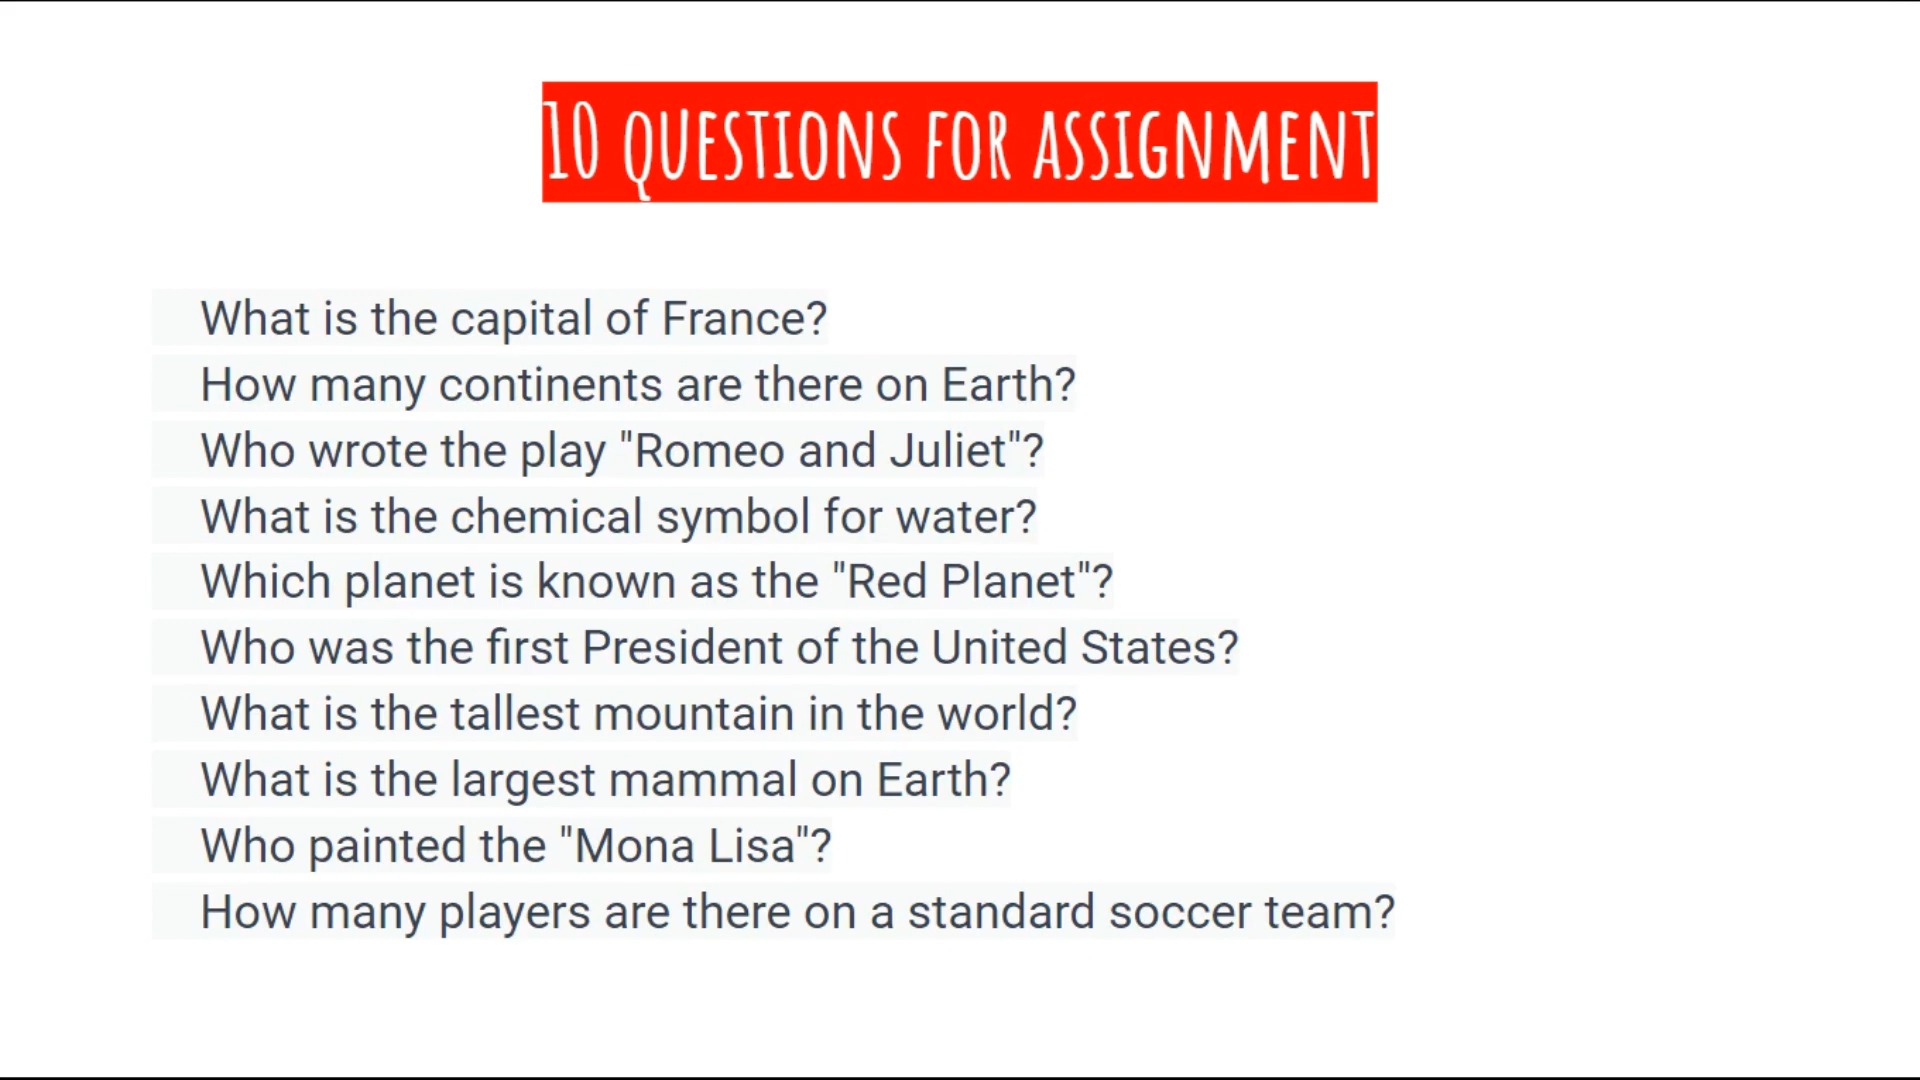 10 QUESTIONS FOR ASSIGNMENT
What is the capital of France?
How many continents are there on Earth?
Who wrote the play "Romeo and Juliet"?
What is the chemical symbol for water?
Which planet is known as the "Red Planet"?
Who was the first President of the United States?
What is the tallest mountain in the world?
What is the largest mammal on Earth?
Who painted the "Mona Lisa"?
How many players are there on a standard soccer team?